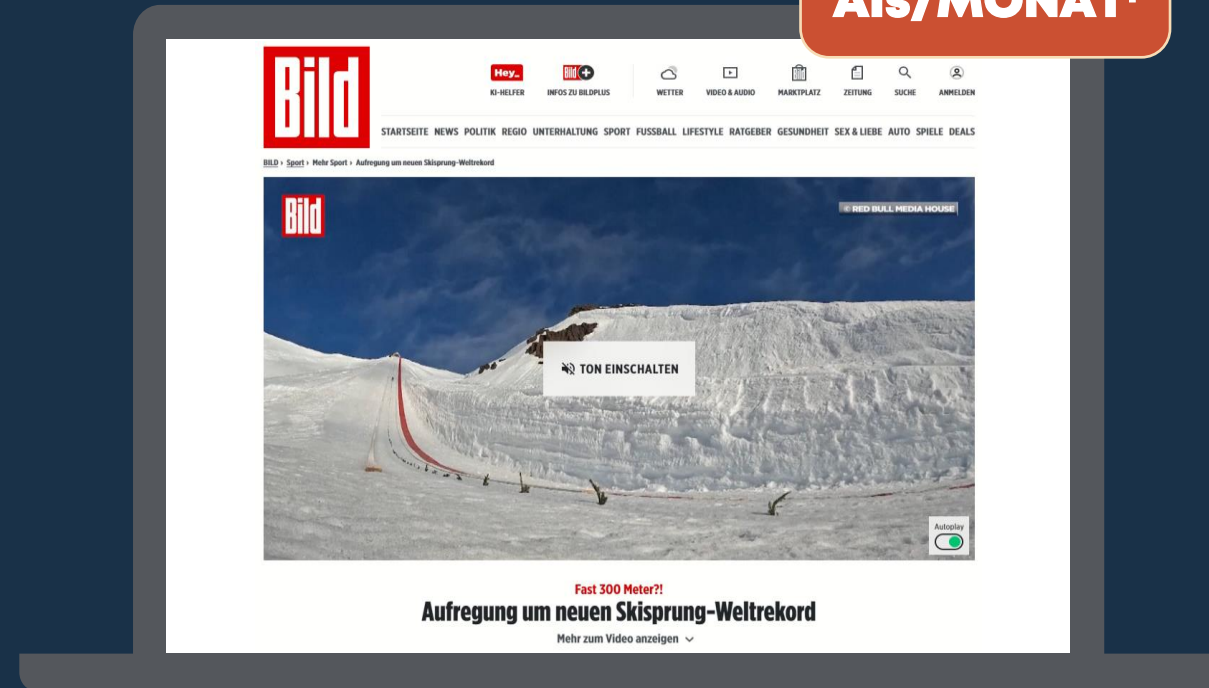 AIs/MONAT
Bild
Hey_
Bild+
KI-HELFER INFOS ZU BILDPLUS WETTER VIDEO & AUDIO MARKTPLATZ ZEITUNG SUCHE ANMELDEN
STARTSEITE NEWS POLITIK REGIO UNTERHALTUNG SPORT FUSSBALL LIFESTYLE RATGEBER GESUNDHEIT SEX & LIEBE AUTO SPIELE DEALS
BILD › Sport › Mehr Sport › Aufregung um neuen Skisprung-Weltrekord
Bild
© RED BULL MEDIA HOUSE
TON EINSCHALTEN
Autoplay
Fast 300 Meter?!
Aufregung um neuen Skisprung-Weltrekord
Mehr zum Video anzeigen